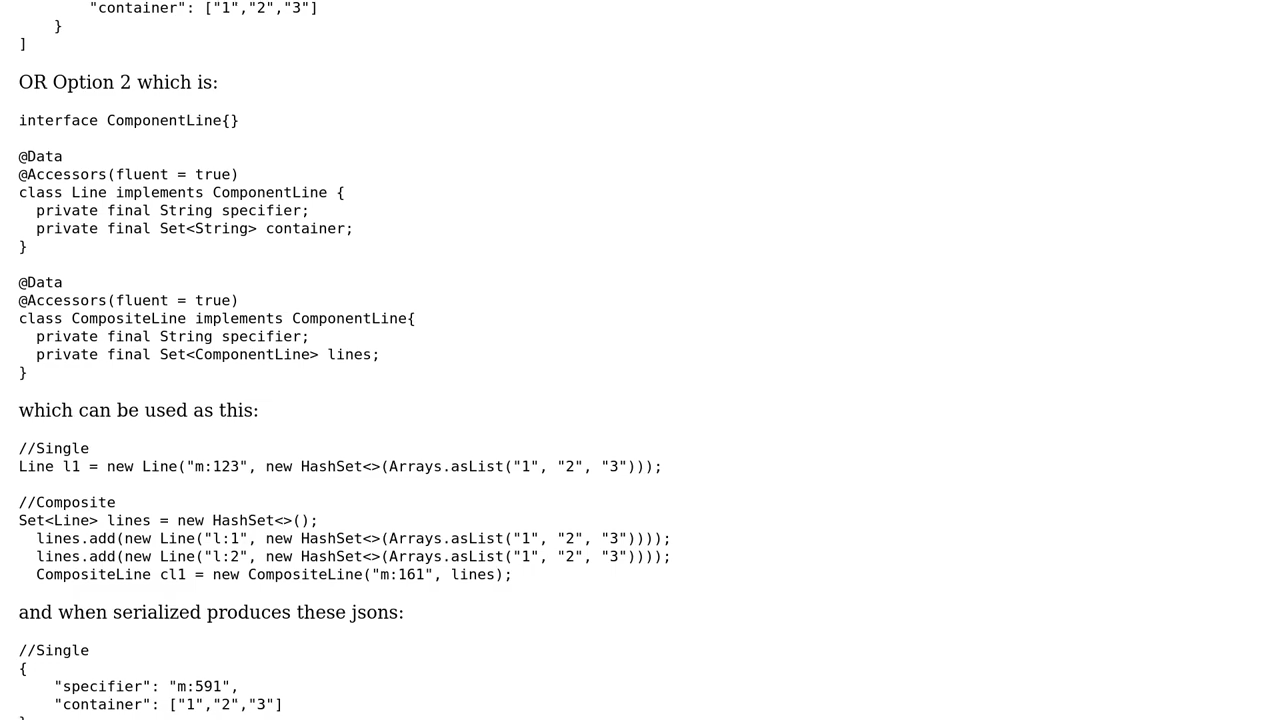 "container": ["1","2","3"]
}
]
OR Option 2 which is:
interface ComponentLine{}
@Data
@Accessors(fluent = true)
class Line implements ComponentLine {
private final String specifier;
private final Set<String> container;
}
@Data
@Accessors(fluent = true)
class CompositeLine implements ComponentLine{
private final String specifier;
private final Set<ComponentLine> lines;
}
which can be used as this:
//Single
Line l1 = new Line("m:123", new HashSet<>(Arrays.asList("1", "2", "3")));
//Composite
Set<Line> lines = new HashSet<>();
lines.add(new Line("l:1", new HashSet<>(Arrays.asList("1", "2", "3"))));
lines.add(new Line("l:2", new HashSet<>(Arrays.asList("1", "2", "3"))));
CompositeLine cl1 = new CompositeLine("m:161", lines);
and when serialized produces these jsons:
//Single
{
"specifier": "m:591",
"container": ["1","2","3"]
}